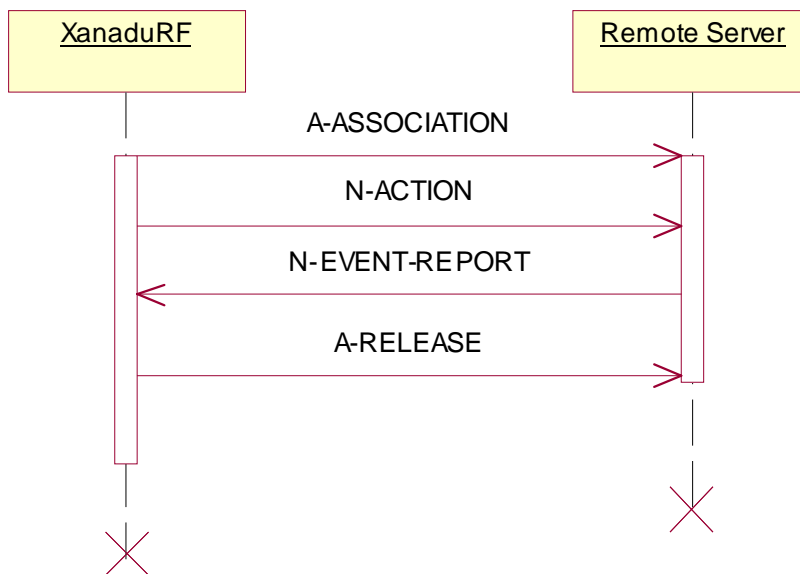 XanaduRF
Remote Server
A-ASSOCIATION
N-ACTION
N-EVENT-REPORT
A-RELEASE